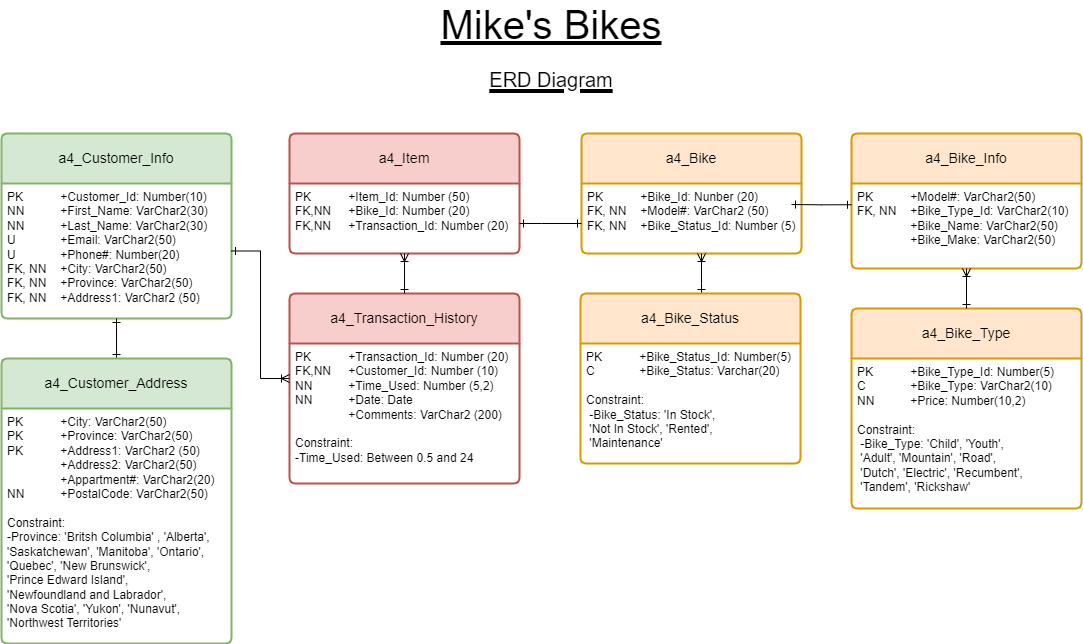 Mike's Bikes
ERD Diagram
a4_Customer_Info
PK +Customer_Id: Number(10)
NN +First_Name: VarChar2(30)
NN +Last_Name: VarChar2(30)
U +Email: VarChar2(50)
U +Phone#: Number(20)
FK, NN +City: VarChar2(50)
FK, NN +Province: VarChar2(50)
FK, NN +Address1: VarChar2 (50)
a4_Customer_Address
PK +City: VarChar2(50)
PK +Province: VarChar2(50)
PK +Address1: VarChar2 (50)
+Address2: VarChar2(50)
+Appartment#: VarChar2(20)
NN +PostalCode: VarChar2(50)
Constraint:
-Province: 'Britsh Columbia' , 'Alberta',
'Saskatchewan', 'Manitoba', 'Ontario',
'Quebec', 'New Brunswick',
'Prince Edward Island',
'Newfoundland and Labrador',
'Nova Scotia', 'Yukon', 'Nunavut',
'Northwest Territories'
a4_Item
PK +Item_Id: Number (50)
FK,NN +Bike_Id: Number (20)
FK,NN +Transaction_Id: Number (20)
a4_Transaction_History
PK +Transaction_Id: Number (20)
FK,NN +Customer_Id: Number (10)
NN +Time_Used: Number (5,2)
NN +Date: Date
+Comments: VarChar2 (200)
Constraint:
-Time_Used: Between 0.5 and 24
a4_Bike
PK +Bike_Id: Nunber (20)
FK, NN +Model#: VarChar2 (50)
FK, NN +Bike_Status_Id: Number (5)
a4_Bike_Status
PK +Bike_Status_Id: Number(5)
C +Bike_Status: Varchar(20)
Constraint:
-Bike_Status: 'In Stock',
'Not In Stock', 'Rented',
'Maintenance'
a4_Bike_Info
PK +Model#: VarChar2(50)
FK, NN +Bike_Type_Id: VarChar2(10)
+Bike_Name: VarChar2(50)
+Bike_Make: VarChar2(50)
a4_Bike_Type
PK +Bike_Type_Id: Number(5)
C +Bike_Type: VarChar2(10)
NN +Price: Number(10,2)
Constraint:
-Bike_Type: 'Child', 'Youth',
'Adult', 'Mountain', 'Road',
'Dutch', 'Electric', 'Recumbent',
'Tandem', 'Rickshaw'